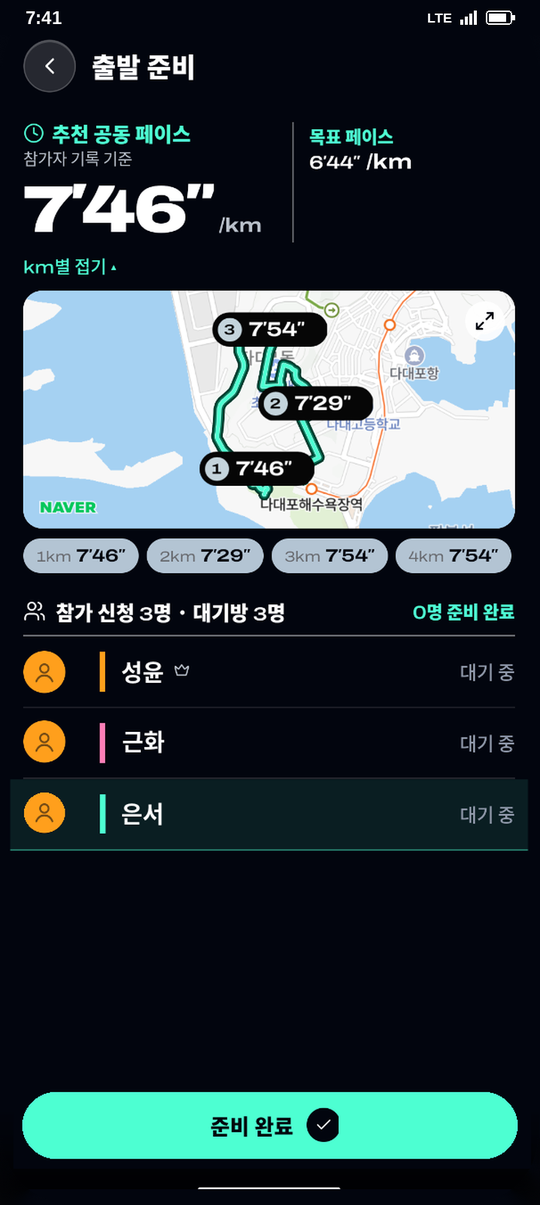 7:41 LTE
출발 준비
추천 공동 페이스
참가자 기록 기준
7'46" /km
목표 페이스
6'44" /km
km별 접기 ▴
3 7'54"
다대포항
2 7'29"
다대고등학교
1 7'46"
다대포해수욕장역
NAVER
1km 7'46" 2km 7'29" 3km 7'54" 4km 7'54"
참가 신청 3명 · 대기방 3명 0명 준비 완료
성윤 대기 중
근화 대기 중
은서 대기 중
준비 완료